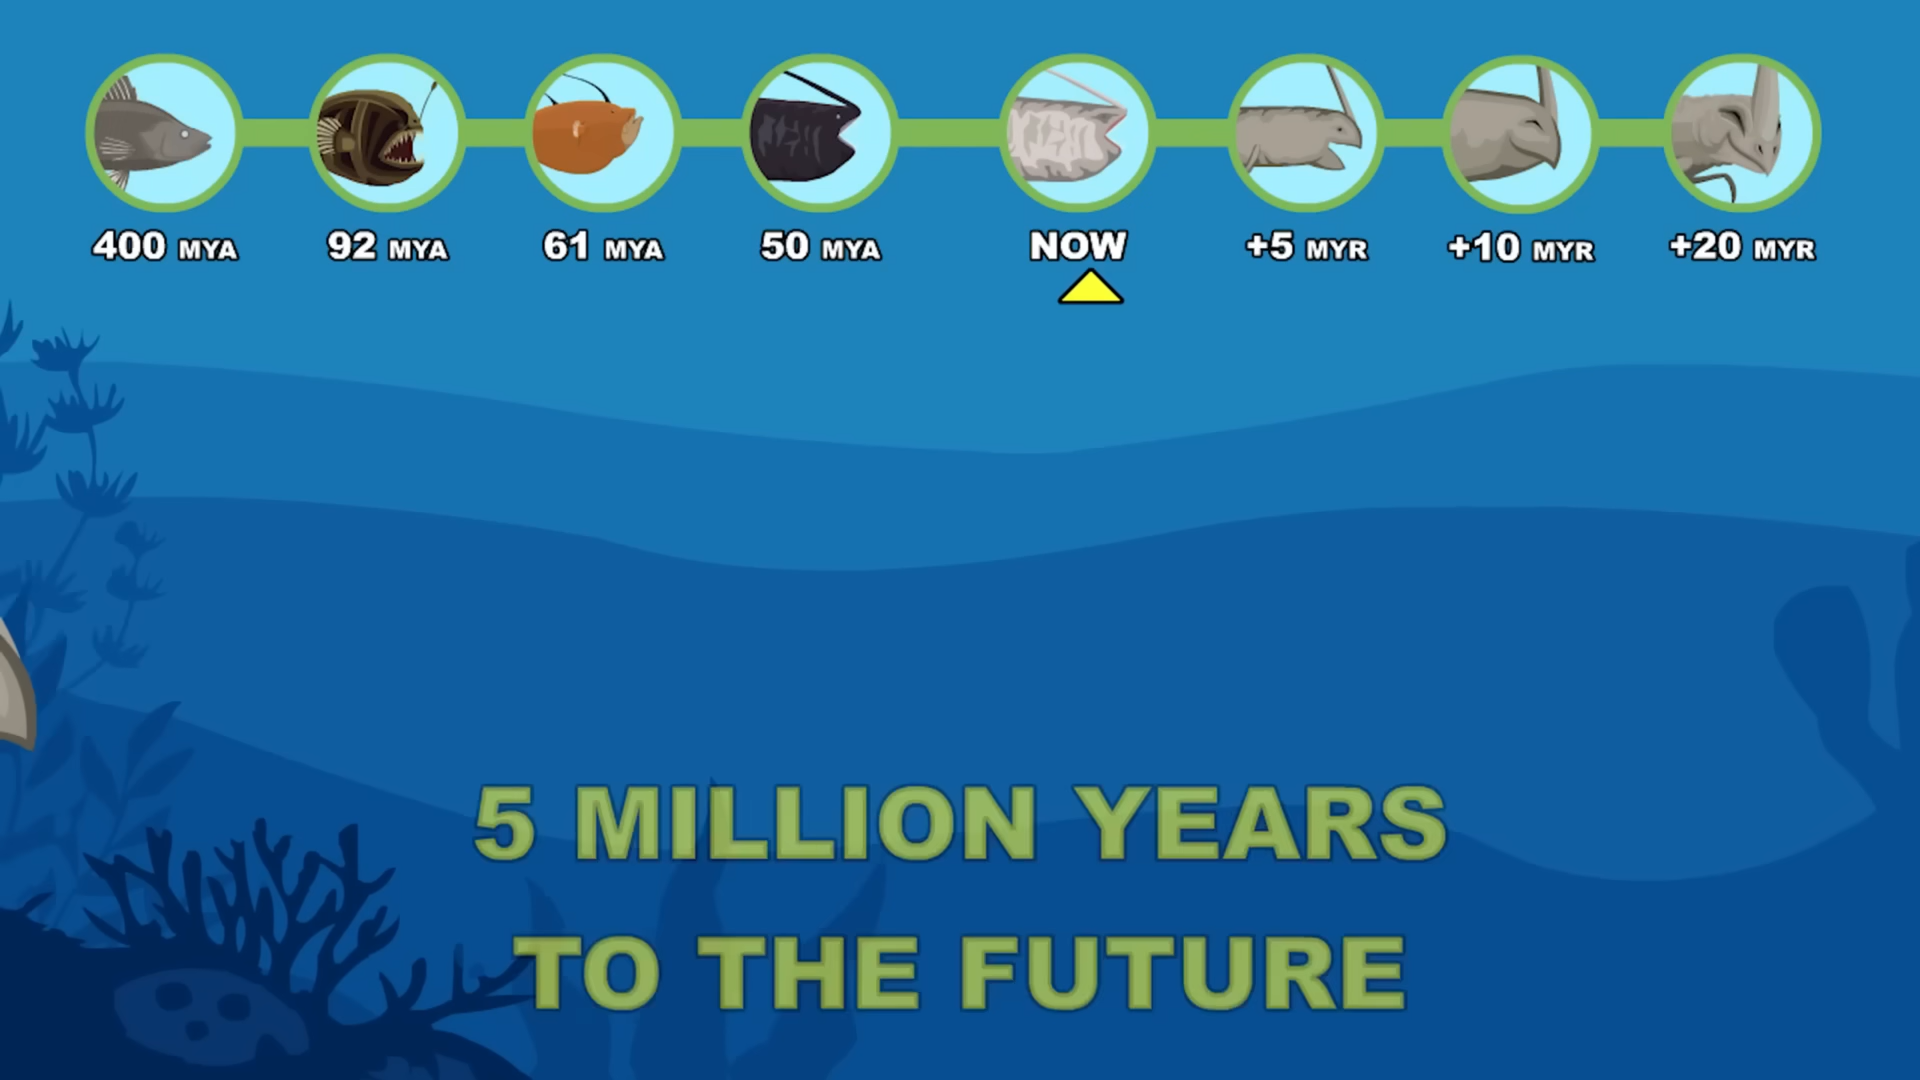 400 MYA 92 MYA 61 MYA 50 MYA NOW +5 MYR +10 MYR +20 MYR
5 MILLION YEARS
TO THE FUTURE